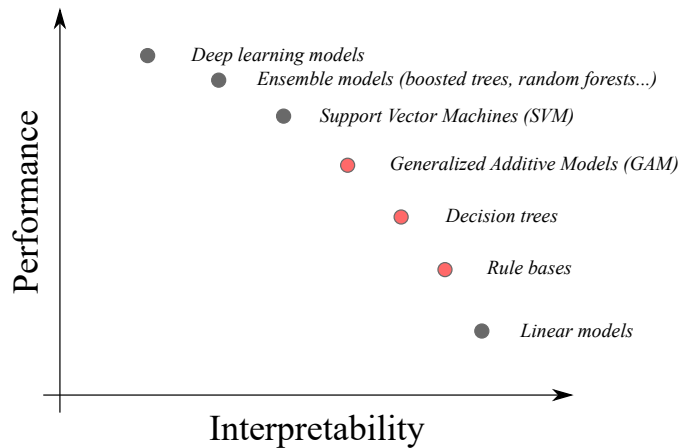 Deep learning models
Ensemble models (boosted trees, random forests...)
Support Vector Machines (SVM)
Generalized Additive Models (GAM)
Decision trees
Rule bases
Linear models
Performance
Interpretability